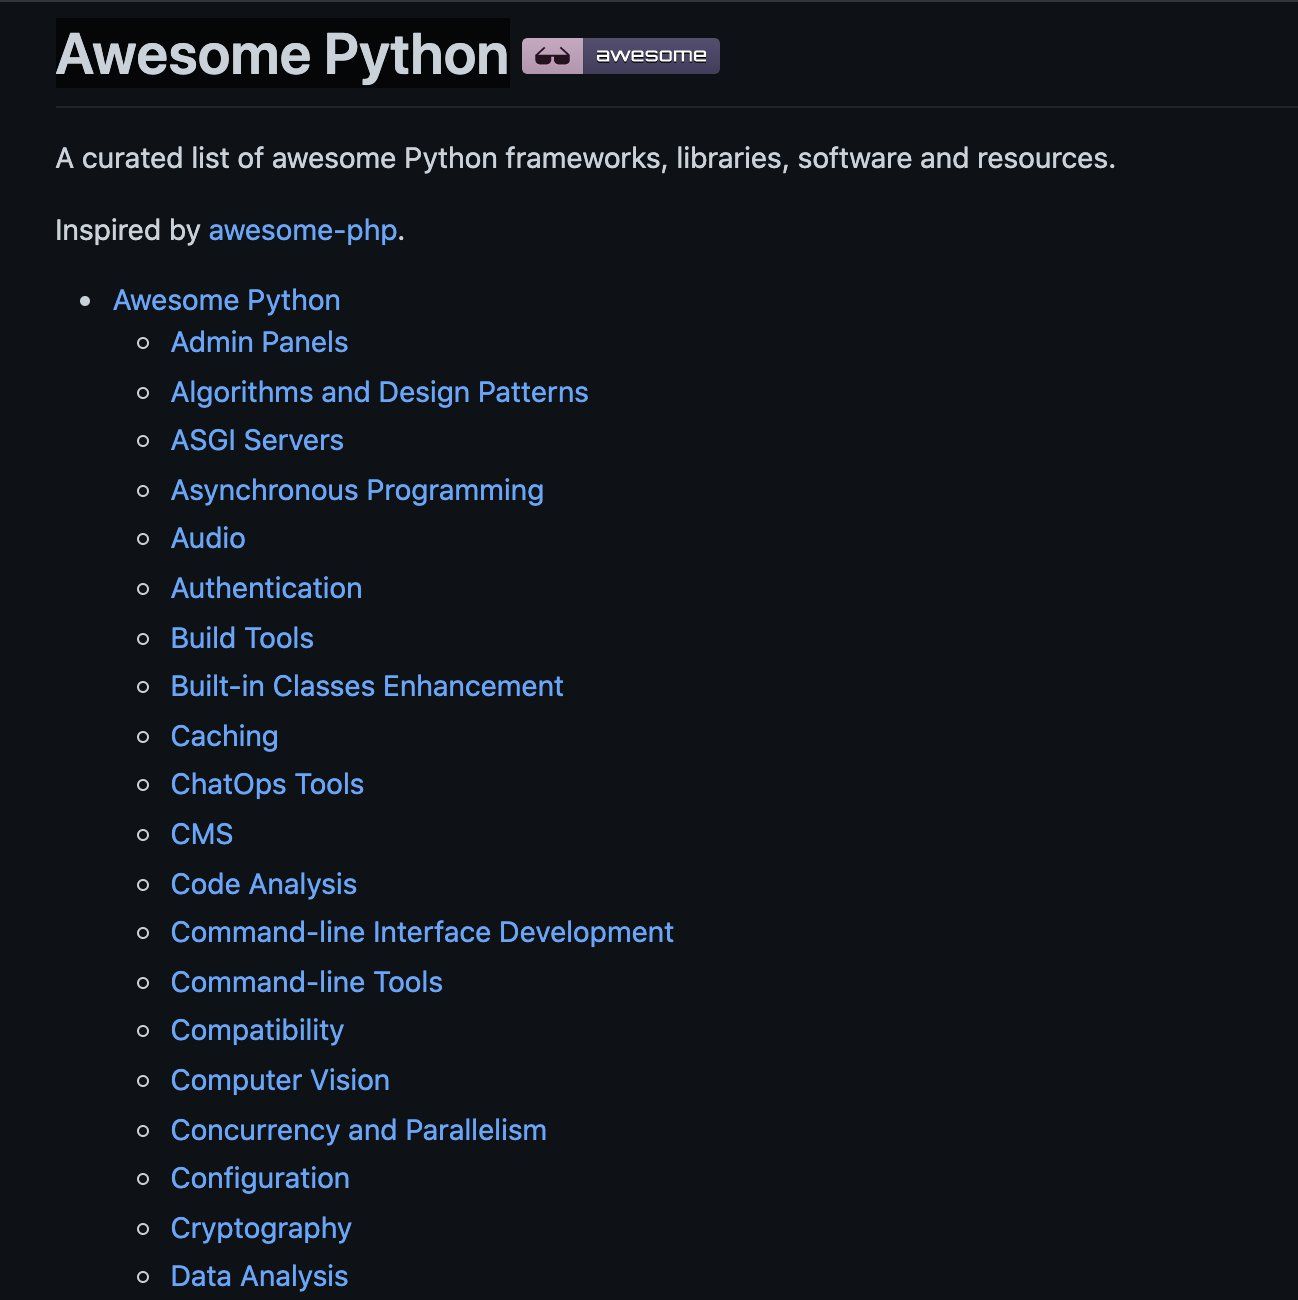 Awesome Python awesome
A curated list of awesome Python frameworks, libraries, software and resources.
Inspired by awesome-php.
Awesome Python
Admin Panels
Algorithms and Design Patterns
ASGI Servers
Asynchronous Programming
Audio
Authentication
Build Tools
Built-in Classes Enhancement
Caching
ChatOps Tools
CMS
Code Analysis
Command-line Interface Development
Command-line Tools
Compatibility
Computer Vision
Concurrency and Parallelism
Configuration
Cryptography
Data Analysis